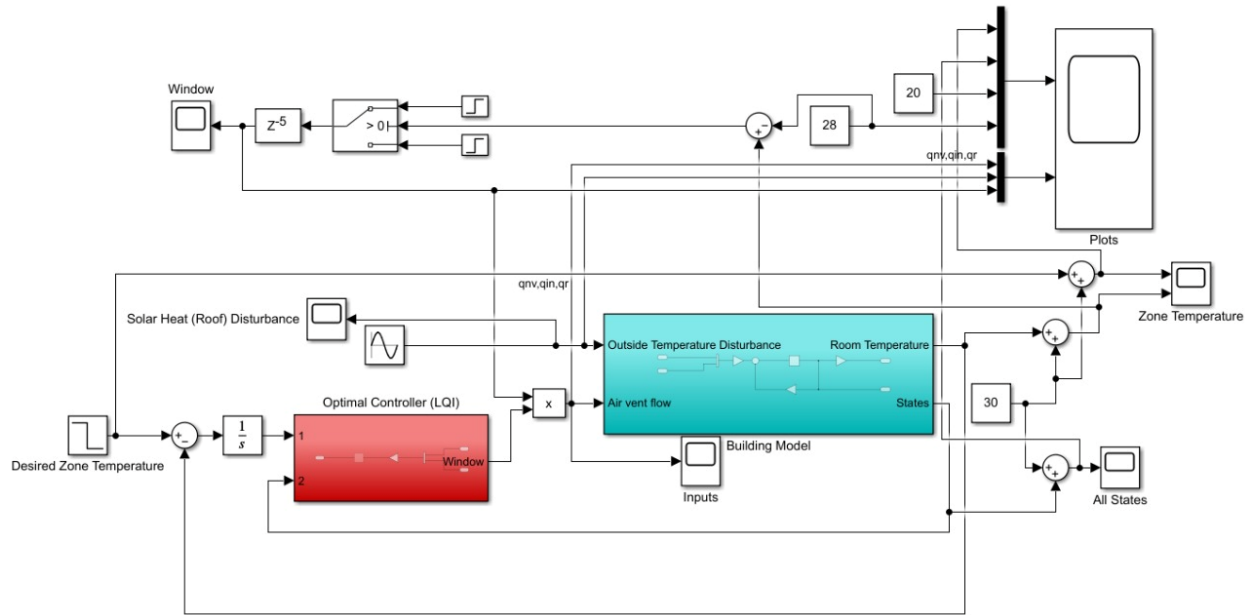 Window
Z-5
> 0
20
28
qnv,qin,qr
Plots
qnv,qin,qr
Solar Heat (Roof) Disturbance
Zone Temperature
Outside Temperature Disturbance
Room Temperature
30
Optimal Controller (LQI)
x
Air vent flow
States
1
s
1
Building Model
Desired Zone Temperature
Window
2
Inputs
All States